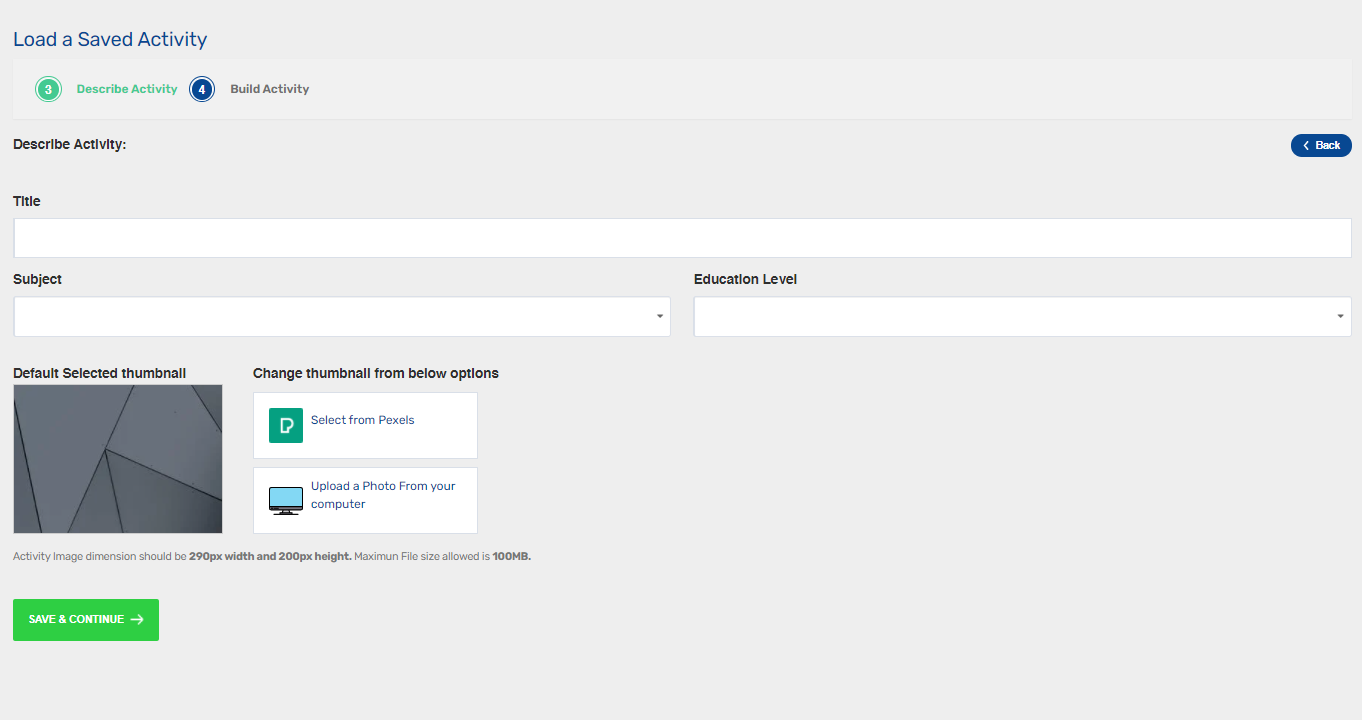 Load a Saved Activity
3 Describe Activity 4 Build Activity
Describe Activity:
Back
Title
Subject
Education Level
Default Selected thumbnail
Change thumbnail from below options
Select from Pexels
Upload a Photo From your
computer
Activity Image dimension should be 290px width and 200px height. Maximun File size allowed is 100MB.
SAVE & CONTINUE